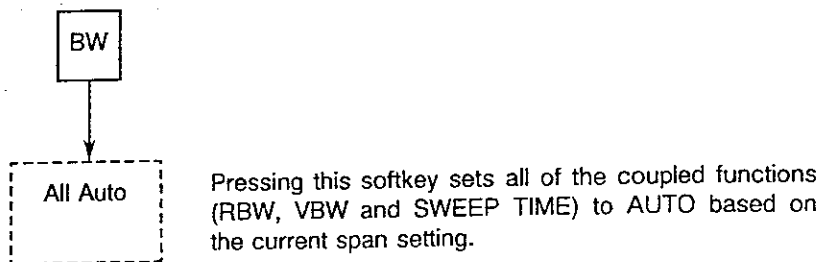 BW
All Auto
Pressing this softkey sets all of the coupled functions
(RBW, VBW and SWEEP TIME) to AUTO based on
the current span setting.